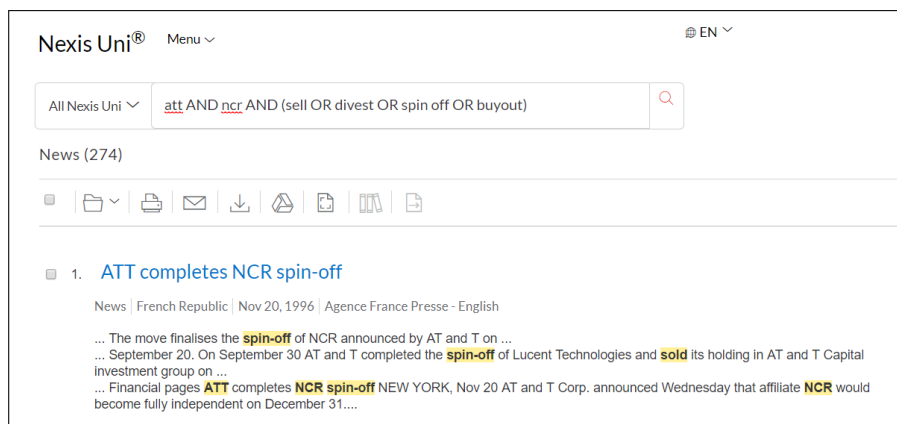 Nexis Uni® Menu EN
All Nexis Uni att AND ncr AND (sell OR divest OR spin off OR buyout)
News (274)
1. ATT completes NCR spin-off
News | French Republic | Nov 20, 1996 | Agence France Presse - English
... The move finalises the spin-off of NCR announced by AT and T on ...
... September 20. On September 30 AT and T completed the spin-off of Lucent Technologies and sold its holding in AT and T Capital
investment group on ...
... Financial pages ATT completes NCR spin-off NEW YORK, Nov 20 AT and T Corp. announced Wednesday that affiliate NCR would
become fully independent on December 31....